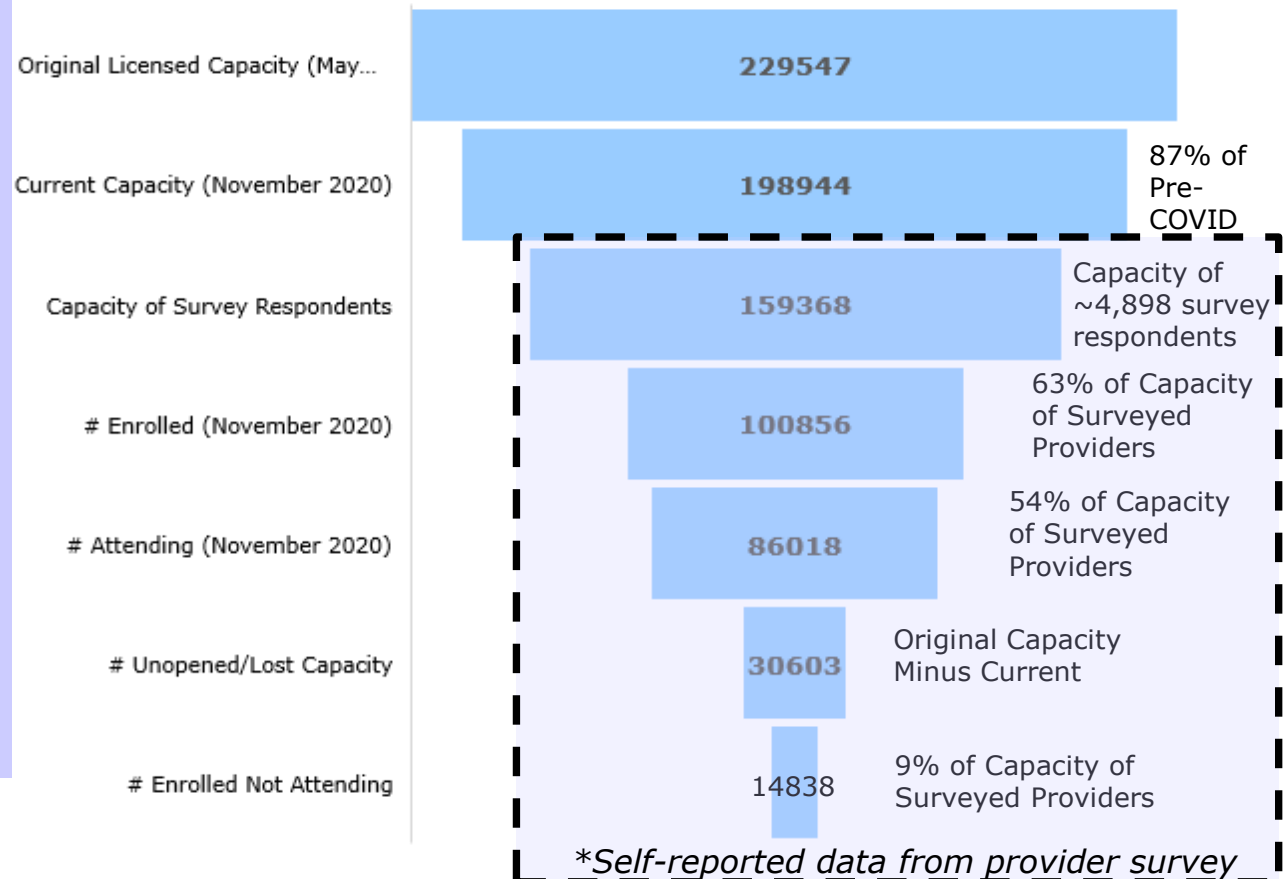 Original Licensed Capacity (May...
229547
Current Capacity (November 2020)
198944
87% of
Pre-
COVID
Capacity of Survey Respondents
159368
Capacity of
~4,898 survey
respondents
# Enrolled (November 2020)
100856
63% of Capacity
of Surveyed
Providers
# Attending (November 2020)
86018
54% of Capacity
of Surveyed
Providers
# Unopened/Lost Capacity
30603
Original Capacity
Minus Current
# Enrolled Not Attending
14838
9% of Capacity of
Surveyed Providers
*Self-reported data from provider survey